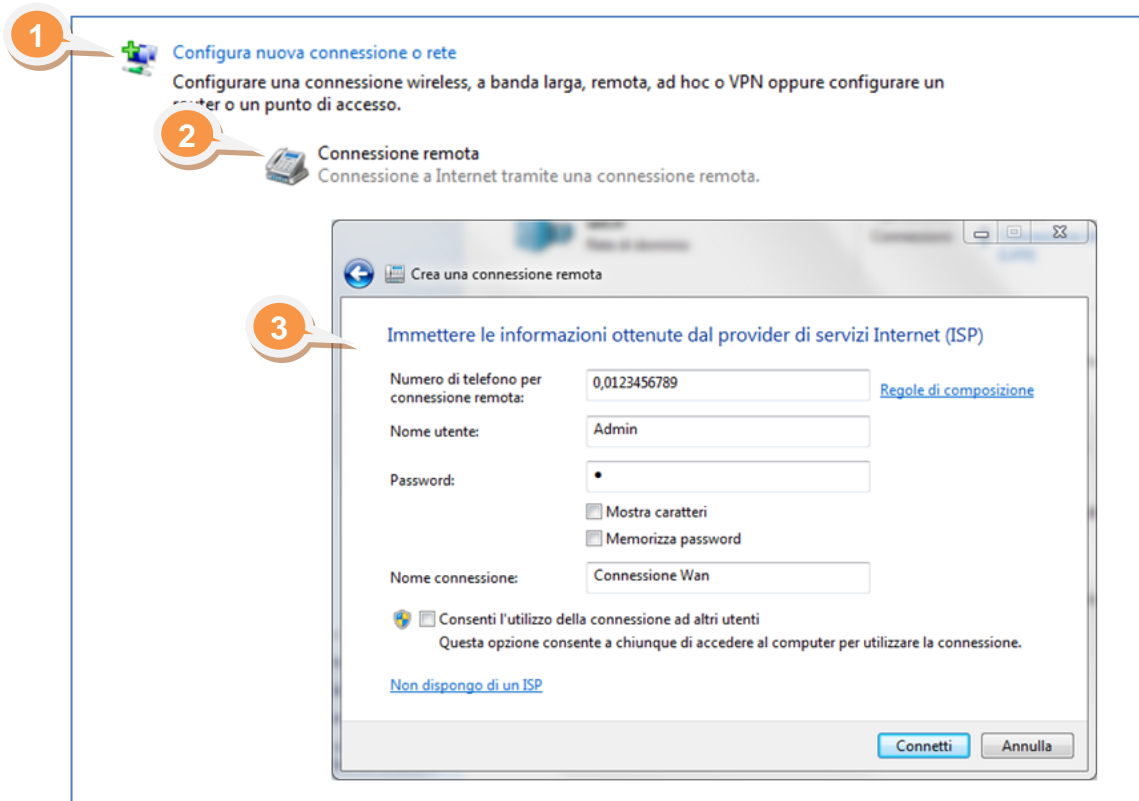 1
Configura nuova connessione o rete
Configurare una connessione wireless, a banda larga, remota, ad hoc o VPN oppure configurare un
router o un punto di accesso.
2
Connessione remota
Connessione a Internet tramite una connessione remota.
Rete di dominio
Crea una connessione remota
3
Immettere le informazioni ottenute dal provider di servizi Internet (ISP)
Numero di telefono per
connessione remota:
0,0123456789
Regole di composizione
Nome utente:
Admin
Password:
•
Mostra caratteri
Memorizza password
Nome connessione:
Connessione Wan
Consenti l'utilizzo della connessione ad altri utenti
Questa opzione consente a chiunque di accedere al computer per utilizzare la connessione.
Non dispongo di un ISP
Connetti
Annulla